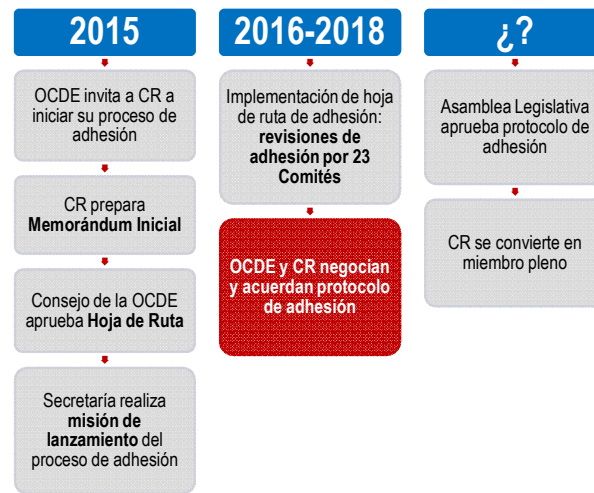 2015
OCDE invita a CR a
iniciar su proceso de
adhesión
CR prepara
Memorándum Inicial
Consejo de la OCDE
aprueba Hoja de Ruta
Secretaría realiza
misión de
lanzamiento del
proceso de adhesión
2016-2018
Implementación de hoja
de ruta de adhesión:
revisiones de
adhesión por 23
Comités
OCDE y CR negocian
y acuerdan protocolo
de adhesión
¿?
Asamblea Legislativa
aprueba protocolo de
adhesión
CR se convierte en
miembro pleno